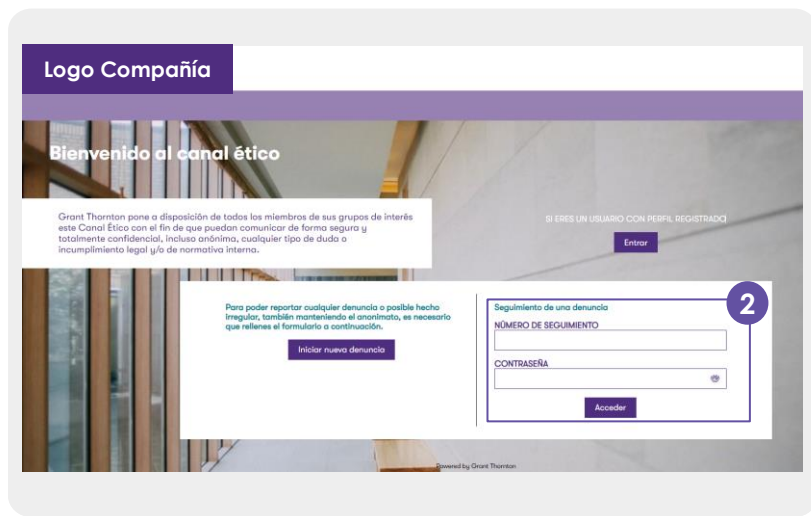 Logo Compañía
Bienvenido al canal ético
Grant Thornton pone a disposición de todos los miembros de sus grupos de interés
este Canal Ético con el fin de que puedan comunicar de forma segura y
totalmente confidencial, incluso anónima, cualquier tipo de duda o
incumplimiento legal y/o de normativa interna.
SI ERES UN USUARIO CON PERFIL REGISTRADO
Entrar
Para poder reportar cualquier denuncia o posible hecho
irregular, también manteniendo el anonimato, es necesario
que rellenes el formulario a continuación.
Iniciar nueva denuncia
2
Seguimiento de una denuncia
NÚMERO DE SEGUIMIENTO
CONTRASEÑA
Acceder
Powered by Grant Thornton